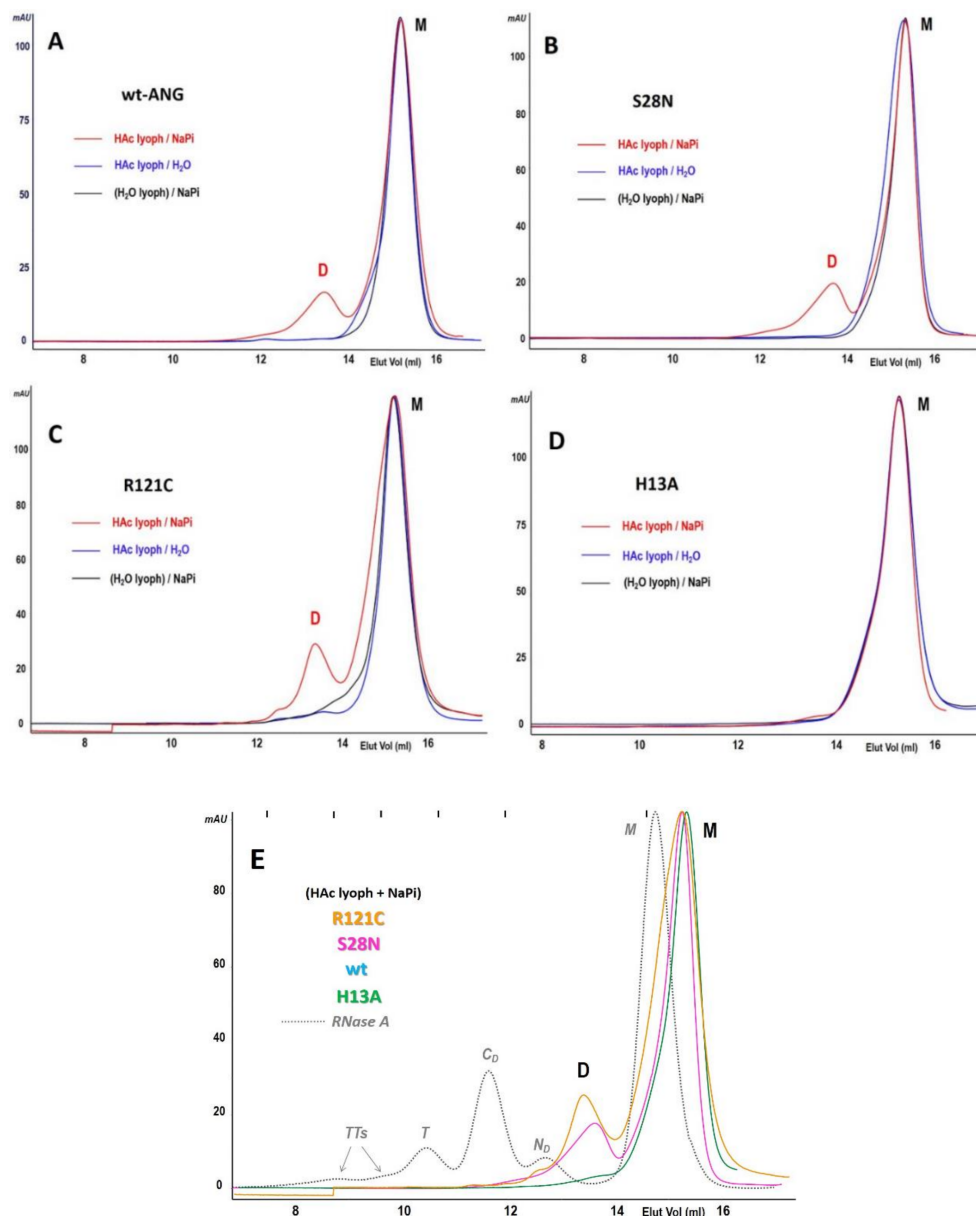 mAU
A
M
100
wt-ANG
75
HAc lyoph / NaPi
HAc lyoph / H₂O
50
(H₂O lyoph) / NaPi
25
D
0
8 10 12 14 Elut Vol (ml) 16
mAU
B
M
100
S28N
80
HAc lyoph / NaPi
60
HAc lyoph / H₂O
(H₂O lyoph) / NaPi
40
D
20
0
8 10 12 14 Elut Vol (ml) 16
mAU
C
M
100
R121C
80
HAc lyoph / NaPi
HAc lyoph / H₂O
60
(H₂O lyoph) / NaPi
40
D
20
0
8 10 12 14 Elut Vol (ml) 16
mAU
D
M
100
H13A
75
HAc lyoph / NaPi
HAc lyoph / H₂O
50
(H₂O lyoph) / NaPi
25
0
8 10 12 14 Elut Vol (ml) 16
mAU
E
M
M
(HAc lyoph + NaPi)
80
R121C
S28N
60
wt
H13A
RNase A
40
C_D
D
20
TTs
T
N_D
0
8 10 12 14 Elut Vol (ml) 16